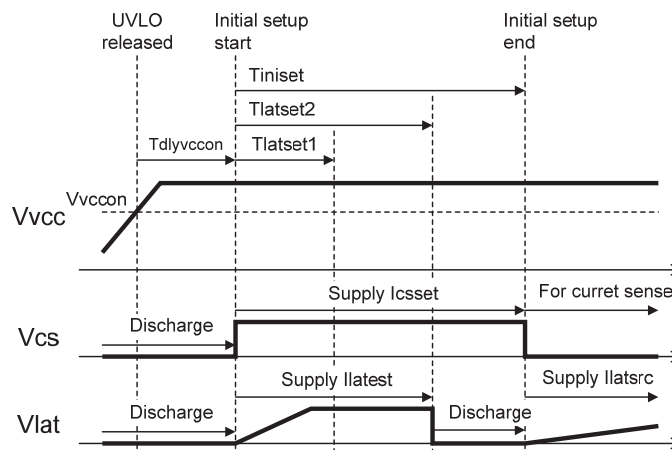 UVLO
released
Initial setup
start
Initial setup
end
Tiniset
Tlatset2
Tdlyvccon
Tlatset1
Vvccon
Vvcc
Supply Icsset
For curret sense
Discharge
Vcs
Supply Ilatest
Supply Ilatsrc
Discharge
Discharge
Vlat